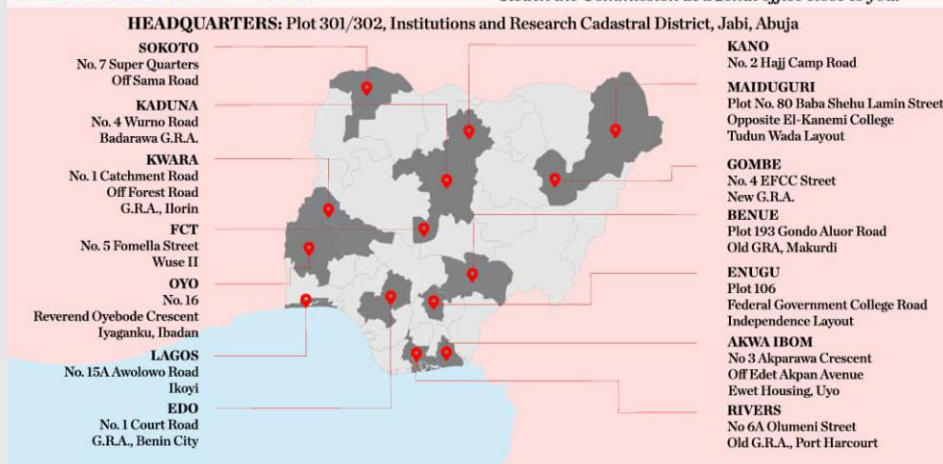 HEADQUARTERS: Plot 301/302, Institutions and Research Cadastral District, Jabi, Abuja
SOKOTO
No. 7 Super Quarters
Off Sama Road
KADUNA
No. 4 Wurno Road
Badarawa G.R.A.
KWARA
No. 1 Catchment Road
Off Forest Road
G.R.A., Ilorin
FCT
No. 5 Fomella Street
Wuse II
OYO
No. 16
Reverend Oyebode Crescent
Iyaganku, Ibadan
LAGOS
No. 15A Awolowo Road
Ikoyi
EDO
No. 1 Court Road
G.R.A., Benin City
KANO
No. 2 Hajj Camp Road
MAIDUGURI
Plot No. 80 Baba Shehu Lamin Street
Opposite El-Kanemi College
Tudun Wada Layout
GOMBE
No. 4 EFCC Street
New G.R.A.
BENUE
Plot 193 Gondo Aluor Road
Old GRA, Makurdi
ENUGU
Plot 106
Federal Government College Road
Independence Layout
AKWA IBOM
No 3 Akparawa Crescent
Off Edet Akpan Avenue
Ewet Housing, Uyo
RIVERS
No 6A Olumeni Street
Old G.R.A., Port Harcourt